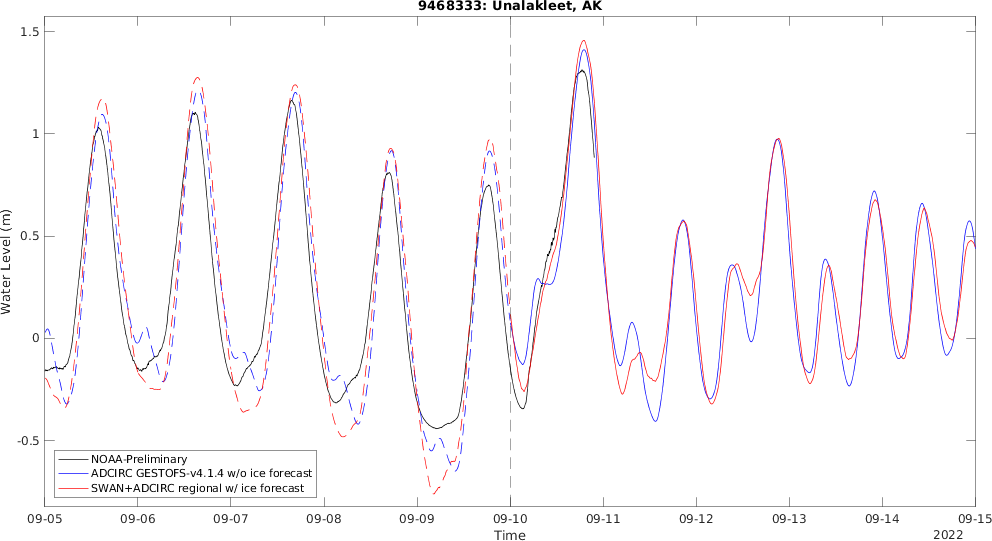 9468333: Unalakleet, AK
1.5
1
0.5
0
-0.5
Water Level (m)
NOAA-Preliminary
ADCIRC GESTOFS-v4.1.4 w/o ice forecast
SWAN+ADCIRC regional w/ ice forecast
09-05 09-06 09-07 09-08 09-09 09-10 09-11 09-12 09-13 09-14 09-15
Time
2022